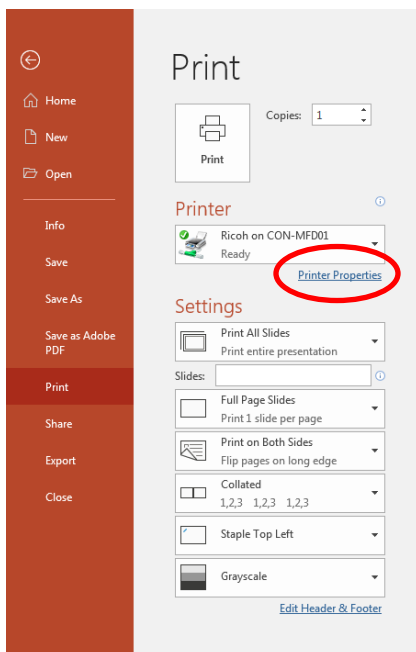 Home
New
Open
Info
Save
Save As
Save as Adobe
PDF
Print
Share
Export
Close
Print
Copies: 1
Print
Printer
Ricoh on CON-MFD01
Ready
Printer Properties
Settings
Print All Slides
Print entire presentation
Slides:
Full Page Slides
Print 1 slide per page
Print on Both Sides
Flip pages on long edge
Collated
1,2,3 1,2,3 1,2,3
Staple Top Left
Grayscale
Edit Header & Footer